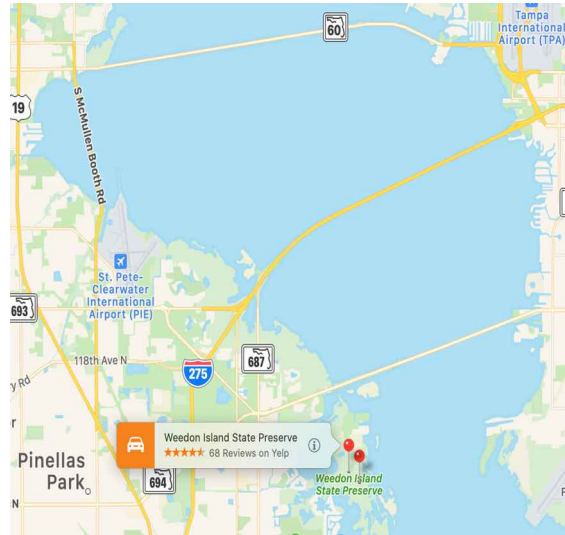 Tampa
International
Airport (TPA)
60
19
S McMullen Booth Rd
St. Pete-
Clearwater
International
Airport (PIE)
693
118th Ave N
275
687
Weedon Island State Preserve
68 Reviews on Yelp
Weedon Island
State Preserve
Pinellas
Park
694
N